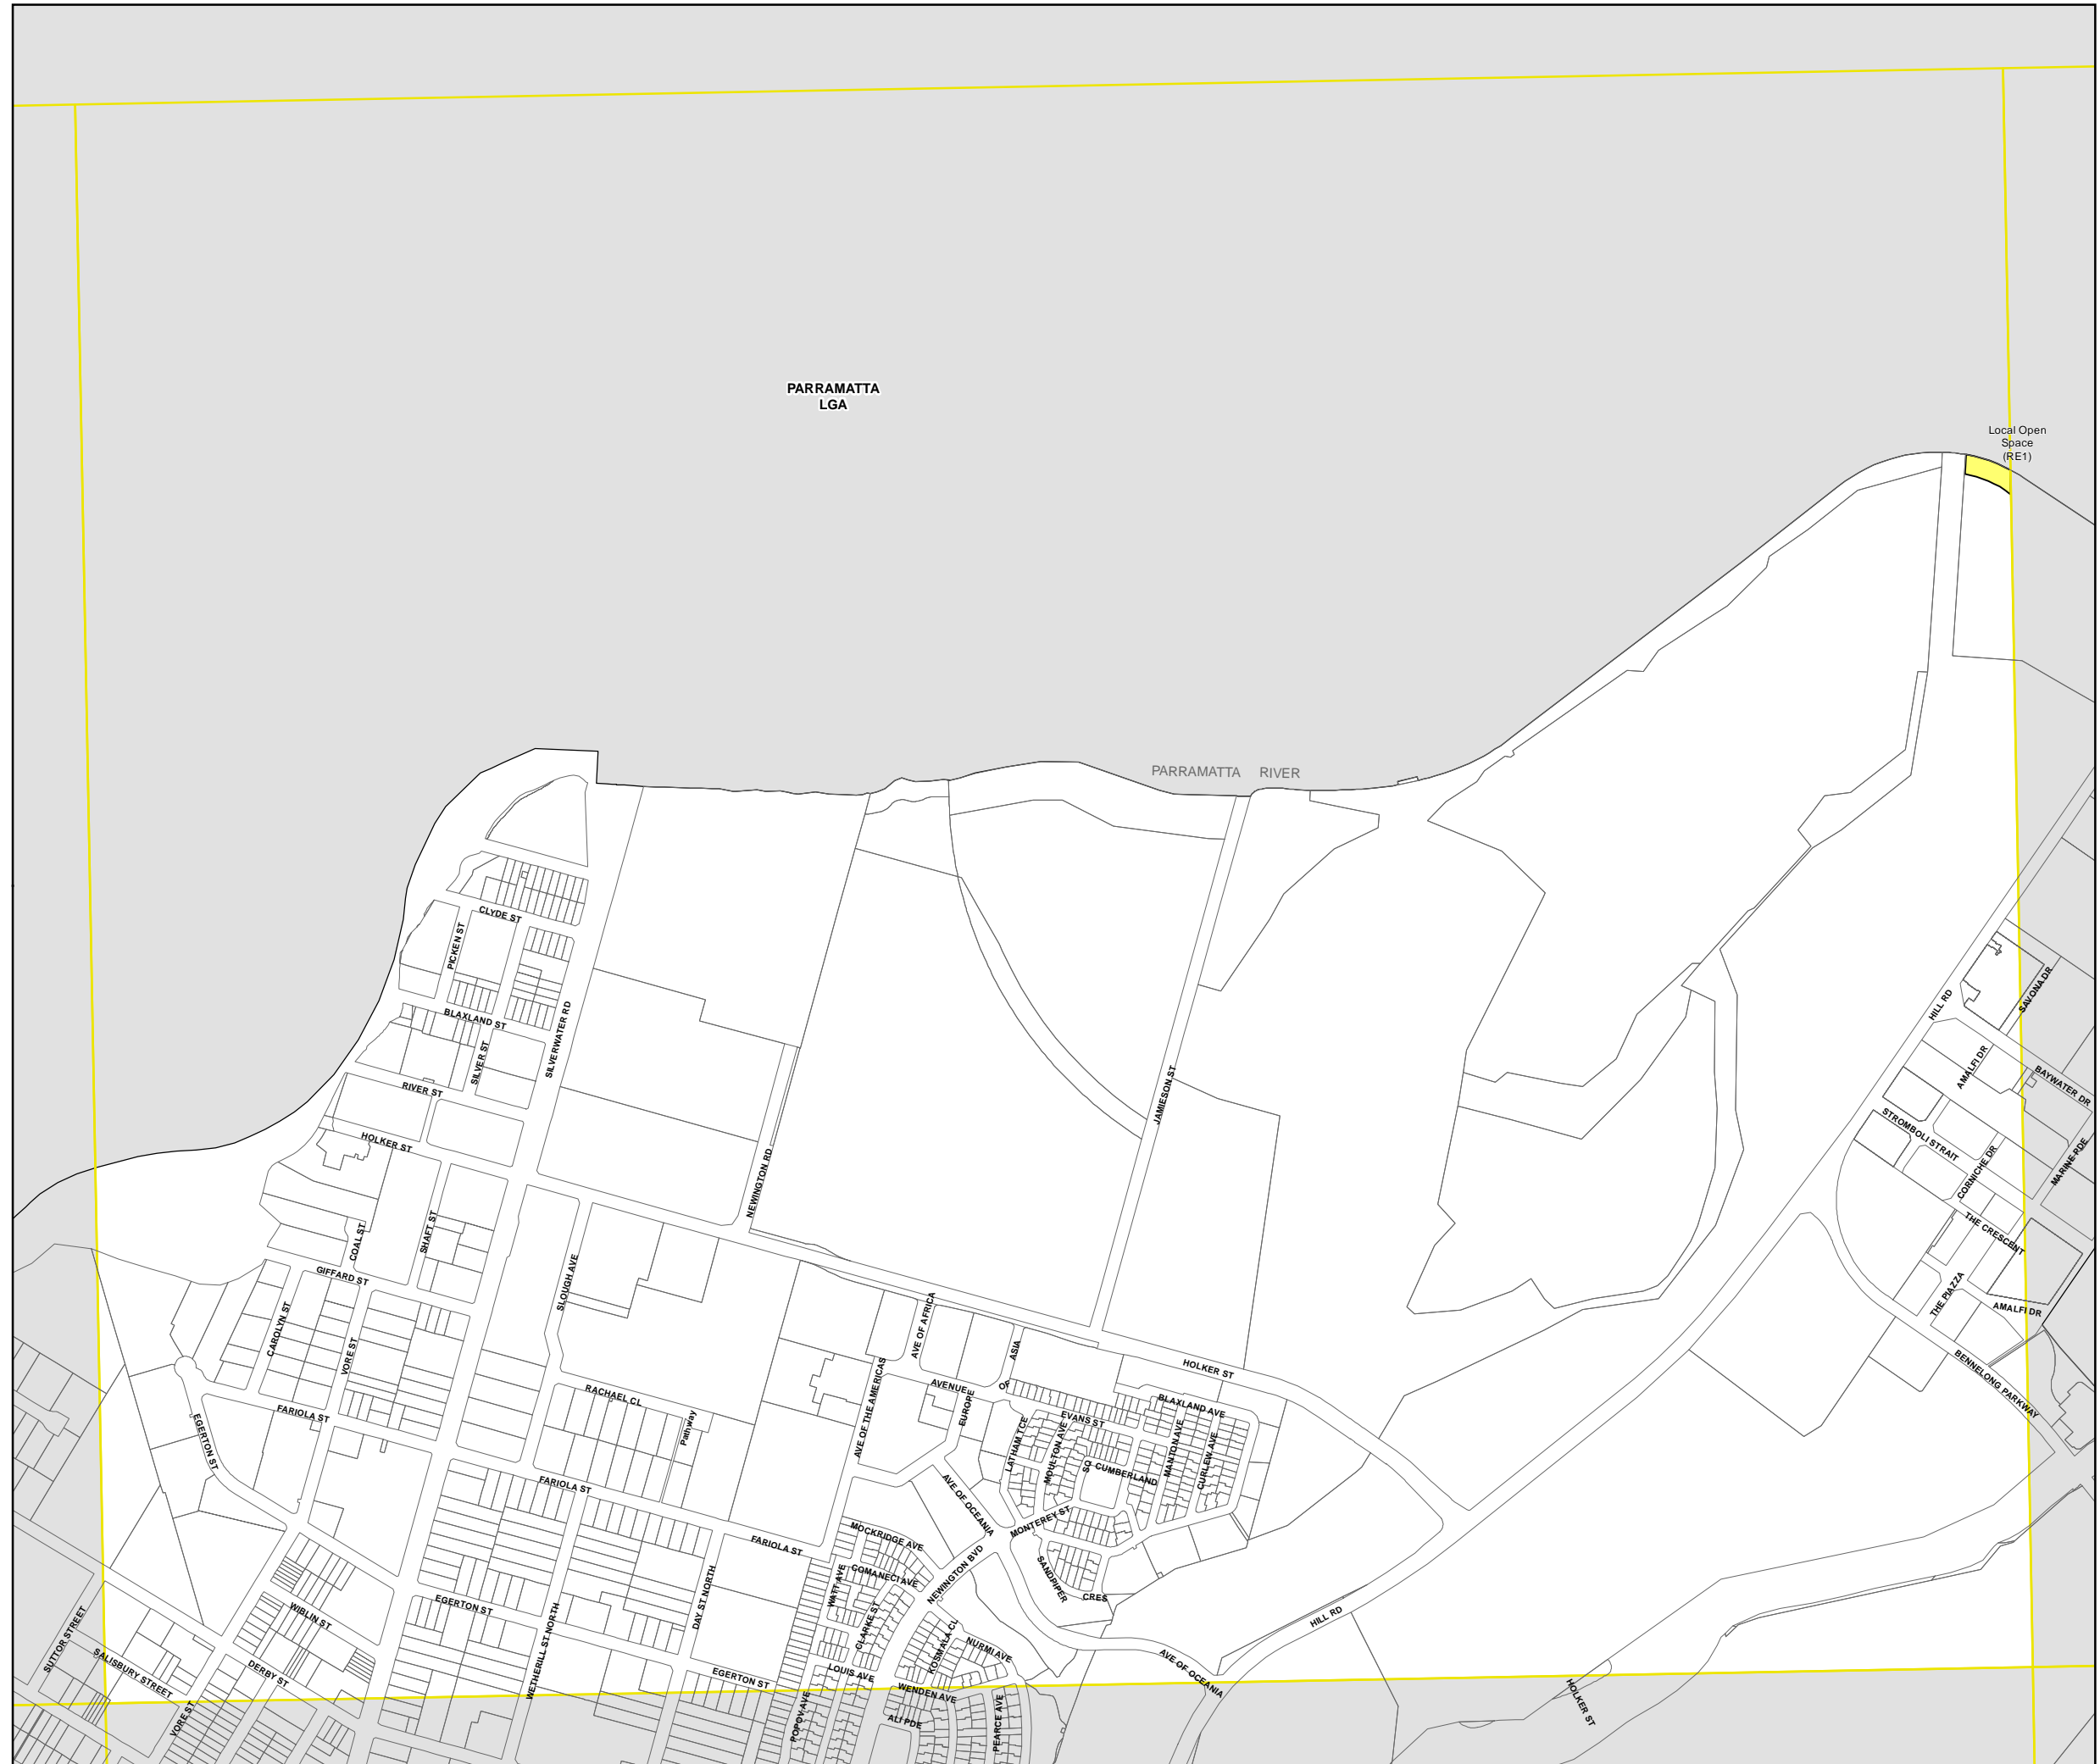 PARRAMATTA
LGA
Local Open
Space
(RE1)
PARRAMATTA RIVER
CLYDE ST
PICKEN ST
BLAXLAND ST
SILVER ST
SILVERWATER RD
RIVER ST
HOLKER ST
COAL ST
SHAFT ST
GIFFARD ST
CAROLYN ST
VORE ST
SLOUGH AVE
NEWINGTON RD
JAMIESON ST
HILL RD
SAVONA DR
AMALFI DR
BAYWATER DR
STROMBOLI STRAIT
CORNICHE DR
MARINE PDE
THE CRESCENT
THE PIAZZA
AMALFI DR
BENNELONG PARKWAY
AVE OF AFRICA
ASIA
HOLKER ST
AVENUE
OF
EUROPE
AVE OF THE AMERICAS
BLAXLAND AVE
EVANS ST
LATHAM TCE
MOULTON AVE
SQ
CUMBERLAND
MANTON AVE
CURLEW AVE
RACHAEL CL
Pathway
FARIOLA ST
EGERTON ST
FARIOLA ST
AVE OF OCEANIA
MONTEREY ST
MOCKRIDGE AVE
FARIOLA ST
COMANECI AVE
WATT AVE
NEWINGTON BVD
SANDPIPER
CRES
DAY ST NORTH
CLARKE ST
EGERTON ST
WIBLIN ST
WETHERILL ST NORTH
SUTTOR STREET
SALISBURY STREET
DERBY ST
VORE ST
KOSMALA CL
NURMI AVE
LOUIS AVE
EGERTON ST
WENDEN AVE
POPOV AVE
ALI PDE
PEARCE AVE
AVE OF OCEANIA
HILL RD
HOLKER ST